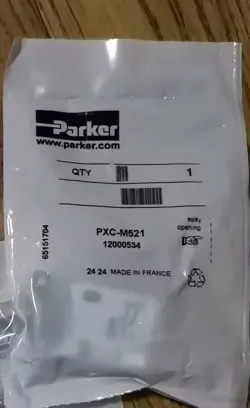 Parker
www.parker.com
QTY 1
easy
opening
PXC-M521
12000534
65151704
24 24 MADE IN FRANCE